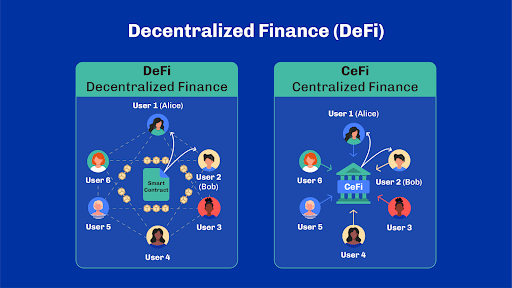 Decentralized Finance (DeFi)
DeFi
Decentralized Finance
User 1 (Alice)
User 6
User 2
(Bob)
Smart
Contract
User 5
User 3
User 4
CeFi
Centralized Finance
User 1 (Alice)
User 6
CoFi
User 2 (Bob)
User 5
User 3
User 4